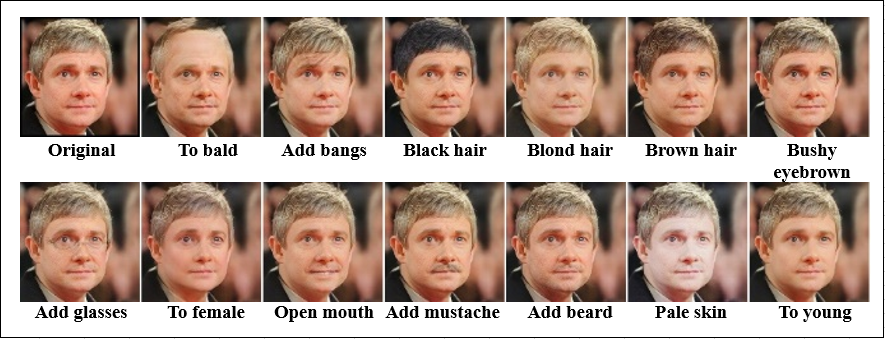 Original To bald Add bangs Black hair Blond hair Brown hair Bushy
eyebrown
Add glasses To female Open mouth Add mustache Add beard Pale skin To young